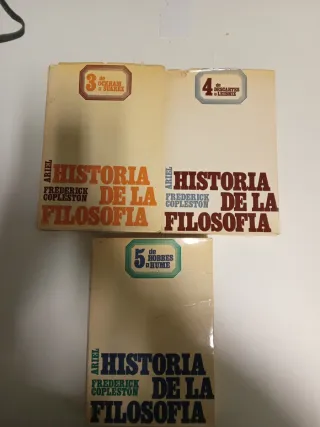 3 de
OCKHAM
a SUAREZ
ARIEL
HISTORIA
FREDERICK
COPLESTON
DE LA
FILOSOFIA
4 de
DESCARTES
a LEIBNIZ
ARIEL
HISTORIA
FREDERICK
COPLESTON
DE LA
FILOSOFIA
5 de
HOBBES
a HUME
ARIEL
HISTORIA
FREDERICK
COPLESTON
DE LA
FILOSOFIA